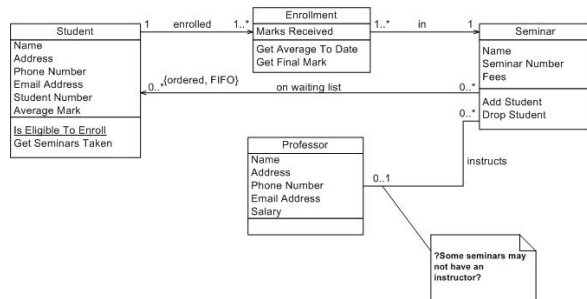 Student
Name
Address
Phone Number
Email Address
Student Number
Average Mark
Is Eligible To Enroll
Get Seminars Taken
1 enrolled 1..*
Enrollment
Marks Received
Get Average To Date
Get Final Mark
1..* in 1
Seminar
Name
Seminar Number
Fees
Add Student
Drop Student
{ordered, FIFO}
0..* on waiting list 0..*
0..*
instructs
0..1
Professor
Name
Address
Phone Number
Email Address
Salary
?Some seminars may
not have an
instructor?